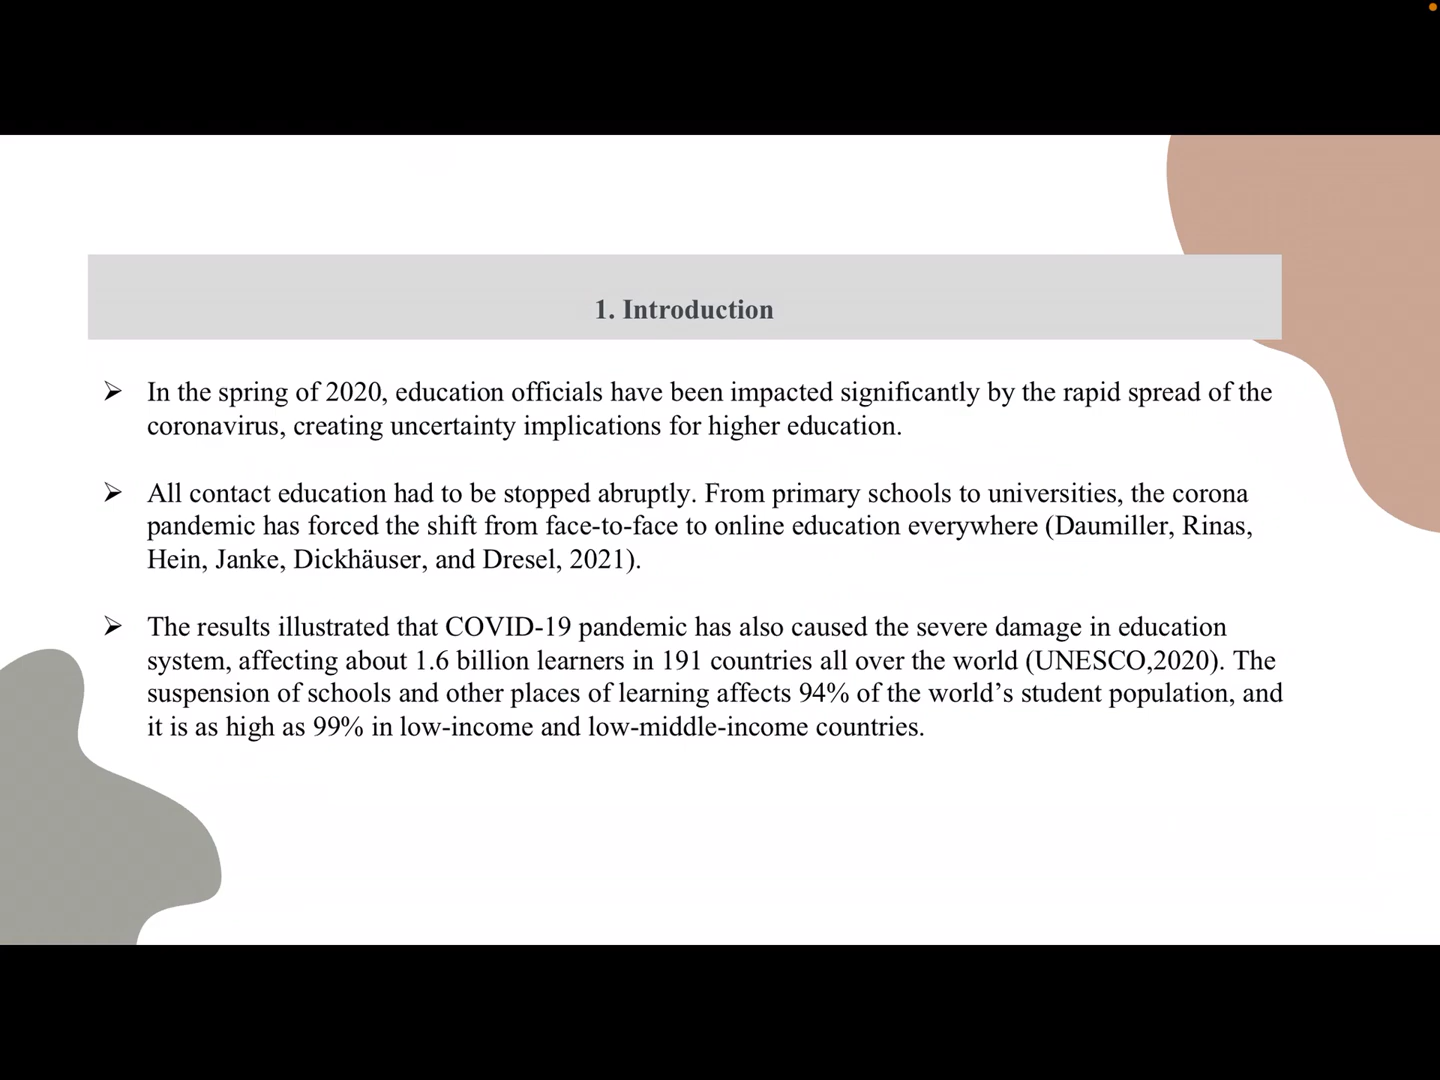 1. Introduction
➢ In the spring of 2020, education officials have been impacted significantly by the rapid spread of the
coronavirus, creating uncertainty implications for higher education.
➢ All contact education had to be stopped abruptly. From primary schools to universities, the corona
pandemic has forced the shift from face-to-face to online education everywhere (Daumiller, Rinas,
Hein, Janke, Dickhäuser, and Dresel, 2021).
➢ The results illustrated that COVID-19 pandemic has also caused the severe damage in education
system, affecting about 1.6 billion learners in 191 countries all over the world (UNESCO,2020). The
suspension of schools and other places of learning affects 94% of the world’s student population, and
it is as high as 99% in low-income and low-middle-income countries.